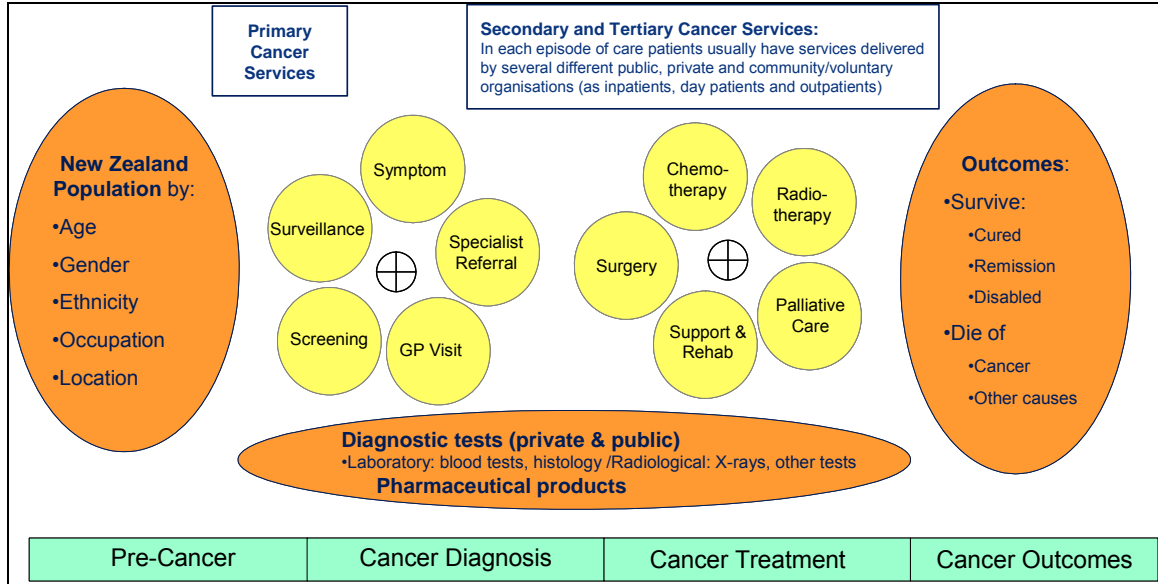 Primary
Cancer
Services
Secondary and Tertiary Cancer Services:
In each episode of care patients usually have services delivered
by several different public, private and community/voluntary
organisations (as inpatients, day patients and outpatients)
New Zealand
Population by:
•Age
•Gender
•Ethnicity
•Occupation
•Location
Symptom
Surveillance
Specialist
Referral
Screening
GP Visit
Chemo-
therapy
Radio-
therapy
Surgery
Palliative
Care
Support &
Rehab
Outcomes:
•Survive:
•Cured
•Remission
•Disabled
•Die of
•Cancer
•Other causes
Diagnostic tests (private & public)
•Laboratory: blood tests, histology /Radiological: X-rays, other tests
Pharmaceutical products
Pre-Cancer
Cancer Diagnosis
Cancer Treatment
Cancer Outcomes